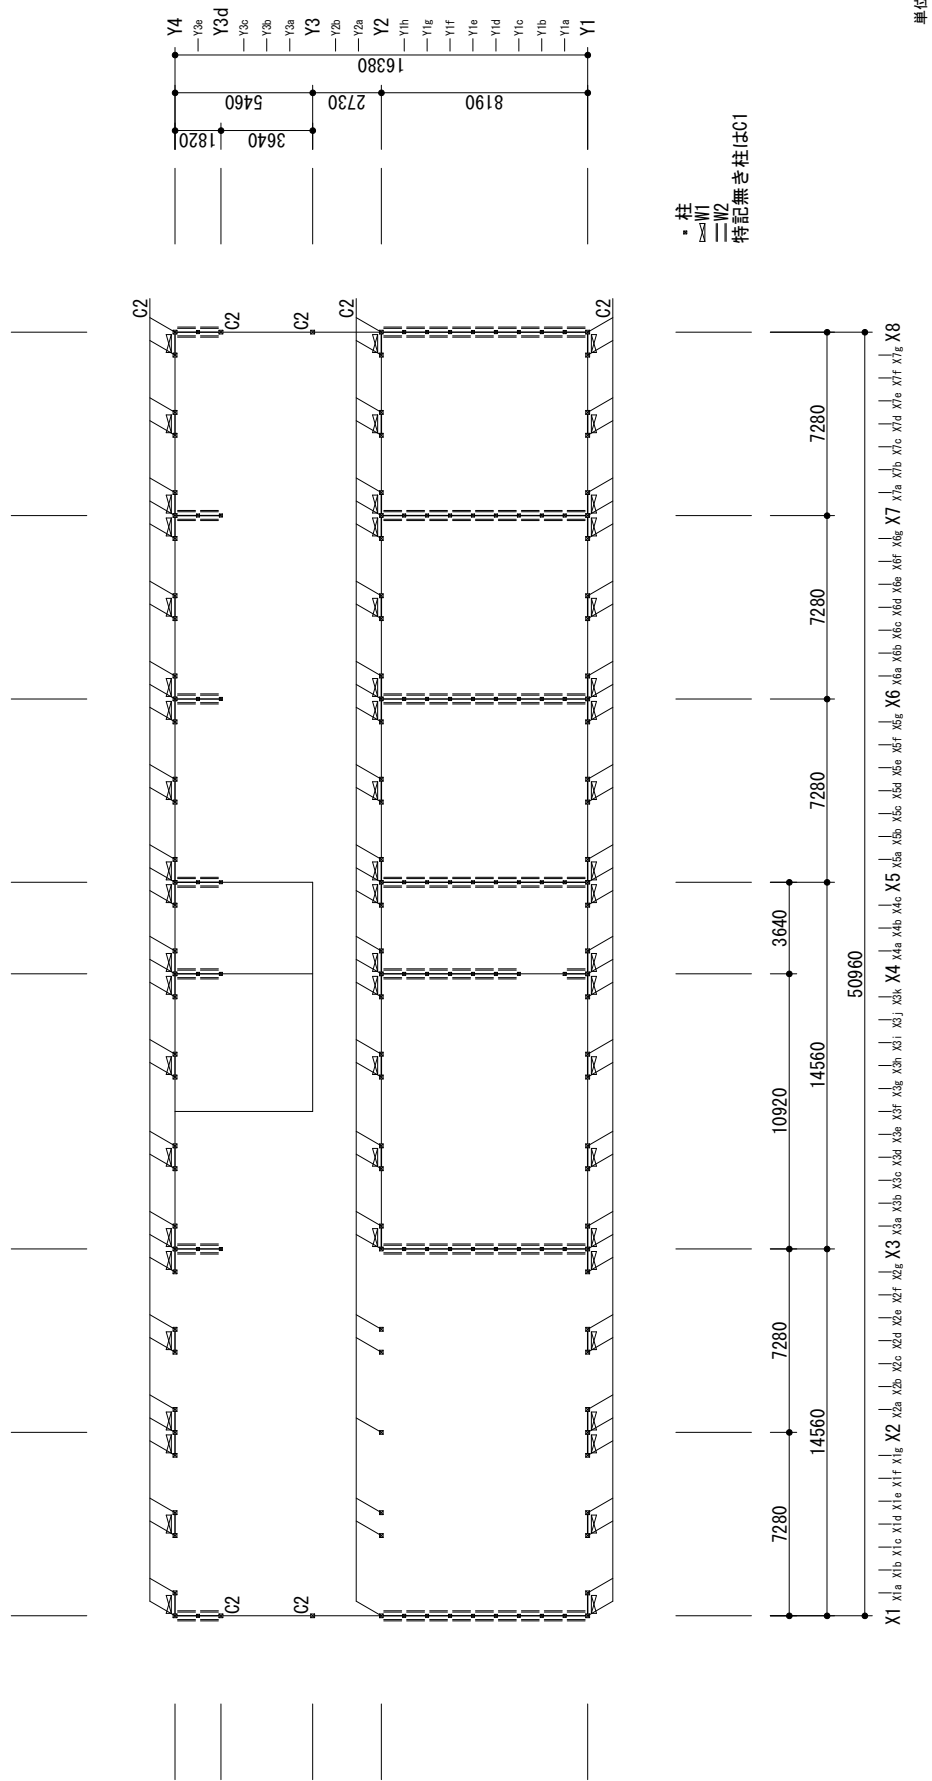 Y4
Y3e
Y3d
Y3c
Y3b
Y3a
Y3
Y2b
Y2a
Y2
Y1h
Y1g
Y1f
Y1e
Y1d
Y1c
Y1b
Y1a
Y1
16380
5460
2730
8190
1820
3640
柱
W1
W2
特記無き柱はC1
単位
C2
C2
C2
C2
C2
C2
C2
7280
7280
7280
3640
10920
7280
7280
14560
14560
50960
X8
X7g
X7f
X7e
X7d
X7c
X7b
X7a
X7
X6g
X6f
X6e
X6d
X6c
X6b
X6a
X6
X5g
X5f
X5e
X5d
X5c
X5b
X5a
X5
X4c
X4b
X4a
X4
X3k
X3j
X3i
X3h
X3g
X3f
X3e
X3d
X3c
X3b
X3a
X3
X2g
X2f
X2e
X2d
X2c
X2b
X2a
X2
X1g
X1f
X1e
X1d
X1c
X1b
X1a
X1